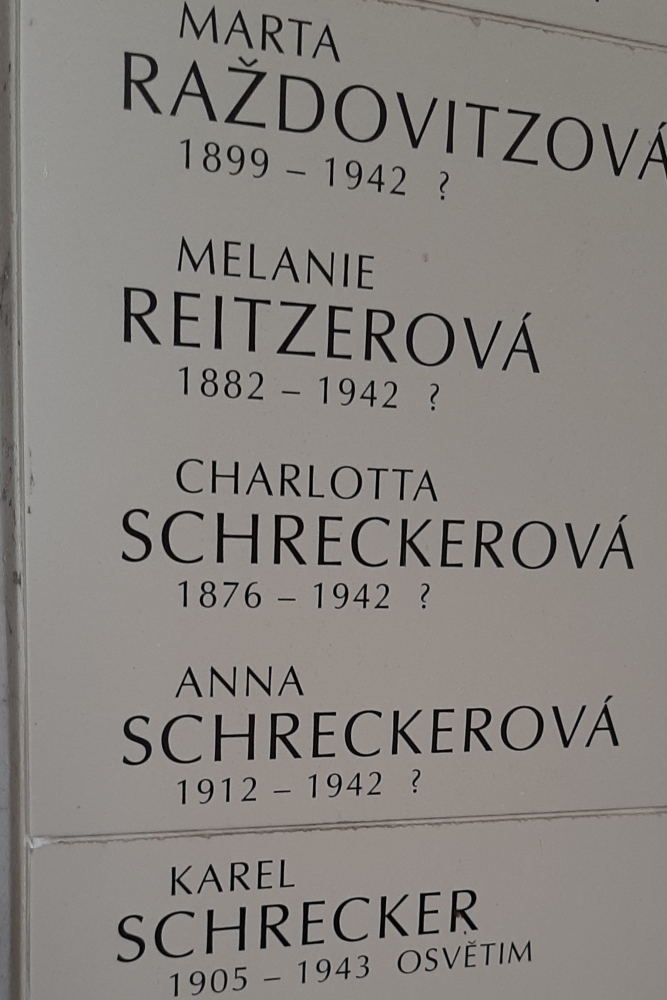 MARTA
RAŽDOVITZOVÁ
1899 – 1942 ?
MELANIE
REITZEROVÁ
1882 – 1942 ?
CHARLOTTA
SCHRECKEROVÁ
1876 – 1942 ?
ANNA
SCHRECKEROVÁ
1912 – 1942 ?
KAREL
SCHRECKER
1905 – 1943 OSVĚTIM